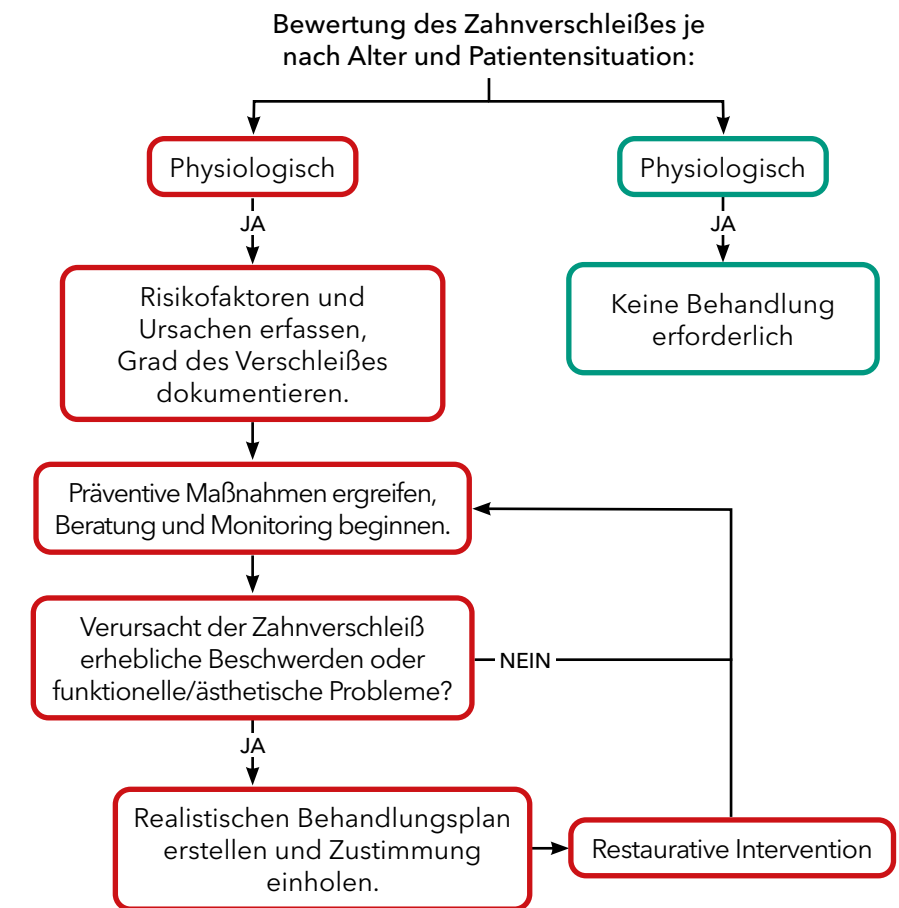 Bewertung des Zahnverschleißes je
nach Alter und Patientensituation:
Physiologisch
Physiologisch
JA
JA
Risikofaktoren und
Ursachen erfassen,
Grad des Verschleißes
dokumentieren.
Keine Behandlung
erforderlich
Präventive Maßnahmen ergreifen,
Beratung und Monitoring beginnen.
Verursacht der Zahnverschleiß
erhebliche Beschwerden oder
funktionelle/ästhetische Probleme?
NEIN
JA
Realistischen Behandlungsplan
erstellen und Zustimmung
einholen.
Restaurative Intervention